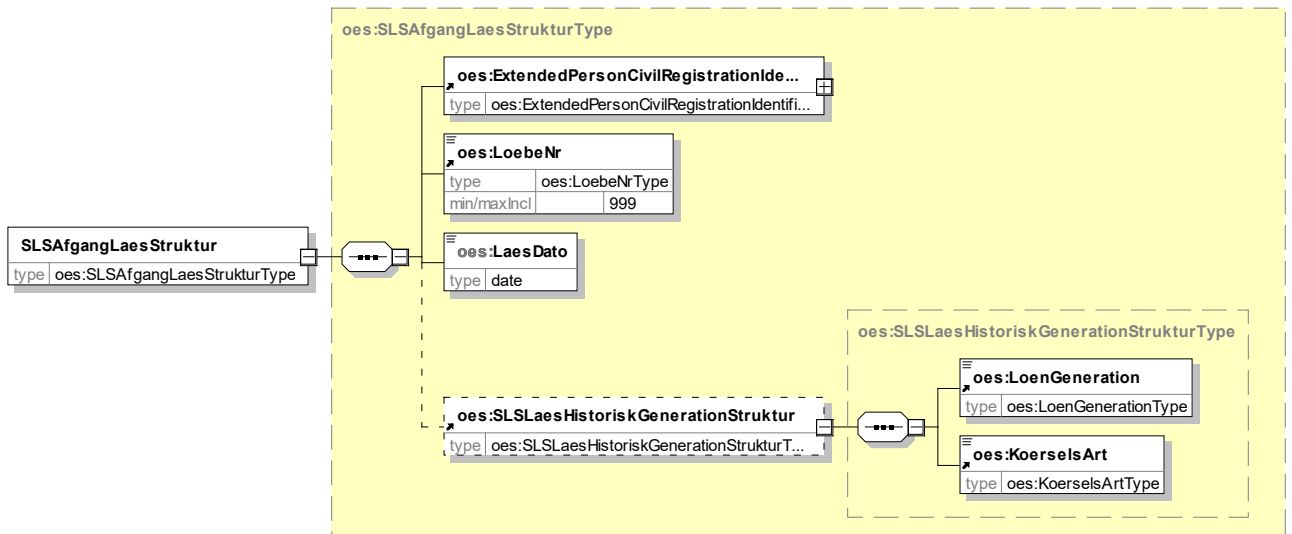 oes:SLSAfgangLaesStrukturType
oes:ExtendedPersonCivilRegistrationIde...
type oes:ExtendedPersonCivilRegistrationIdentifi...
oes:LoebeNr
type oes:LoebeNrType
min/maxIncl 999
SLSAfgangLaesStruktur
type oes:SLSAfgangLaesStrukturType
oes:LaesDato
type date
oes:SLSLaesHistoriskGenerationStrukturType
oes:LoenGeneration
type oes:LoenGenerationType
oes:SLSLaesHistoriskGenerationStruktur
type oes:SLSLaesHistoriskGenerationStrukturT...
oes:KoerselsArt
type oes:KoerselsArtType